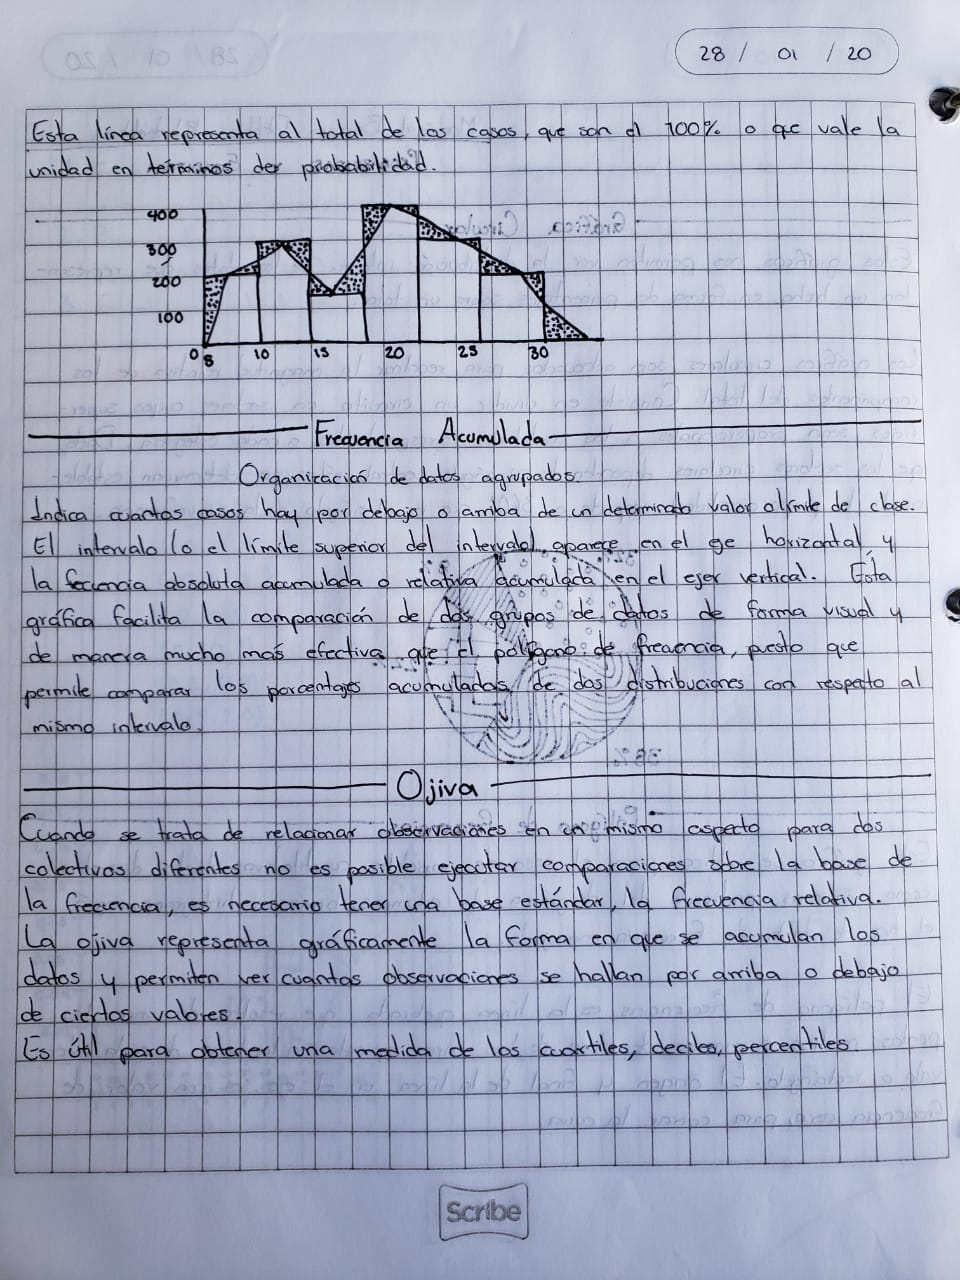 28 / 01 / 20
Esta línea representa al total de los casos, que son el 100% o qe vale la
unidad en términos der probabilidad.
400
300
200
100
0 5 10 15 20 25 30
Frecuencia Acumulada
Organización de datos agrupados.
Indica cuantos casos hay por debajo o arriba de un determinado valor o límite de clase.
El intervalo (o el límite superior del intervalo) aparece en el eje horizontal, y
la fecuencia absoluta acumulada o relativa acumulada en el ejer vertical. Esta
gráfica facilita la comparación de dos grupos de datos de forma visual y
de manera mucho mas efectiva que el polígono de frecuencia, puesto que
permite comparar los porcentajes acumulados de dos distribuciones con respecto al
mismo intervalo.
Ojiva
Cuando se trata de relacionar observaciones en un mismo aspecto para dos
colectivos diferentes no es posible ejecutar comparaciones sobre la base de
la frecuencia, es necesario tener una base estándar, la frecuencia relativa.
La ojiva representa gráficamente la forma en que se acumulan los
datos y permiten ver cuantas observaciones se hallan por arriba o debajo
de ciertos valores.
Es útil para obtener una medida de los cuartiles, deciles, percentiles.
Scribe